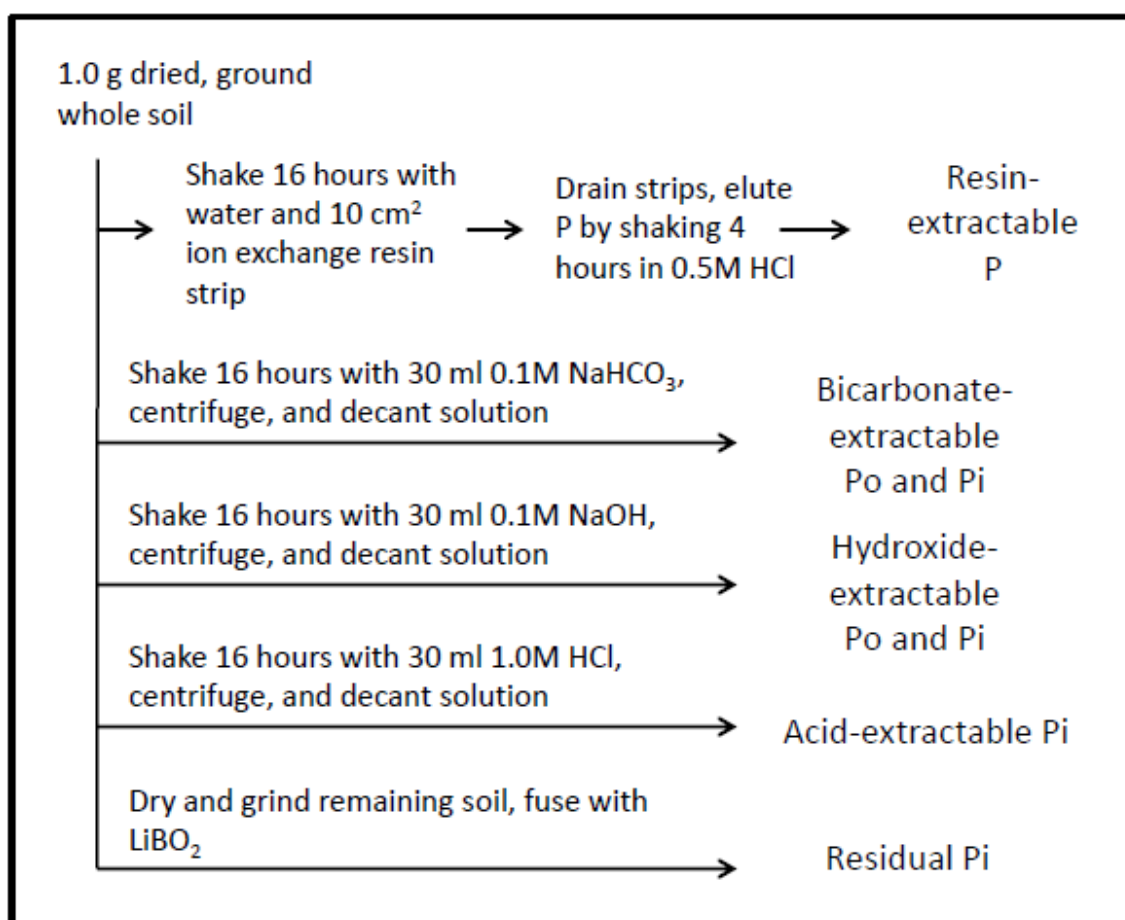 1.0 g dried, ground
whole soil
Shake 16 hours with
water and 10 cm²
ion exchange resin
strip
Drain strips, elute
P by shaking 4
hours in 0.5M HCl
Resin-
extractable
P
Shake 16 hours with 30 ml 0.1M NaHCO₃,
centrifuge, and decant solution
Bicarbonate-
extractable
Po and Pi
Shake 16 hours with 30 ml 0.1M NaOH,
centrifuge, and decant solution
Hydroxide-
extractable
Po and Pi
Shake 16 hours with 30 ml 1.0M HCl,
centrifuge, and decant solution
Acid-extractable Pi
Dry and grind remaining soil, fuse with
LiBO₂
Residual Pi